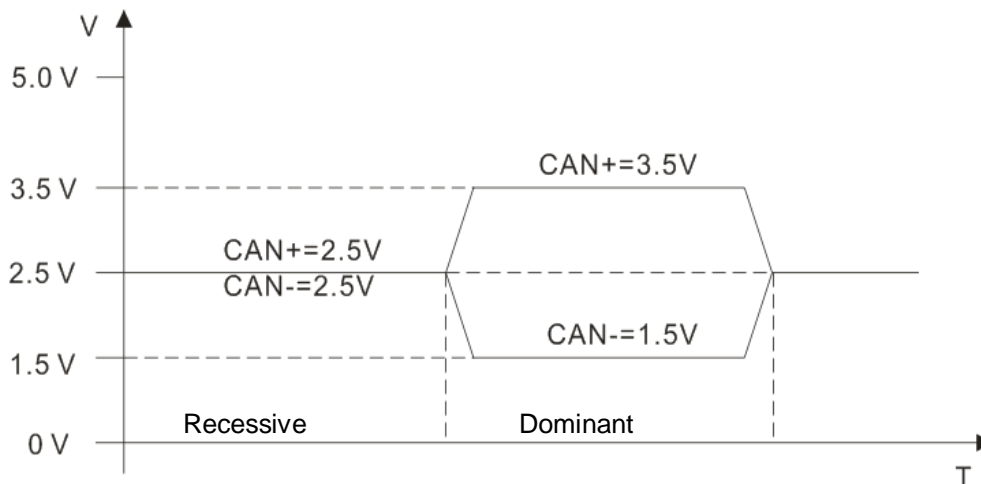 V
5.0 V
CAN+=3.5V
3.5 V
CAN+=2.5V
2.5 V
CAN-=2.5V
CAN-=1.5V
1.5 V
Recessive Dominant
0 V
T